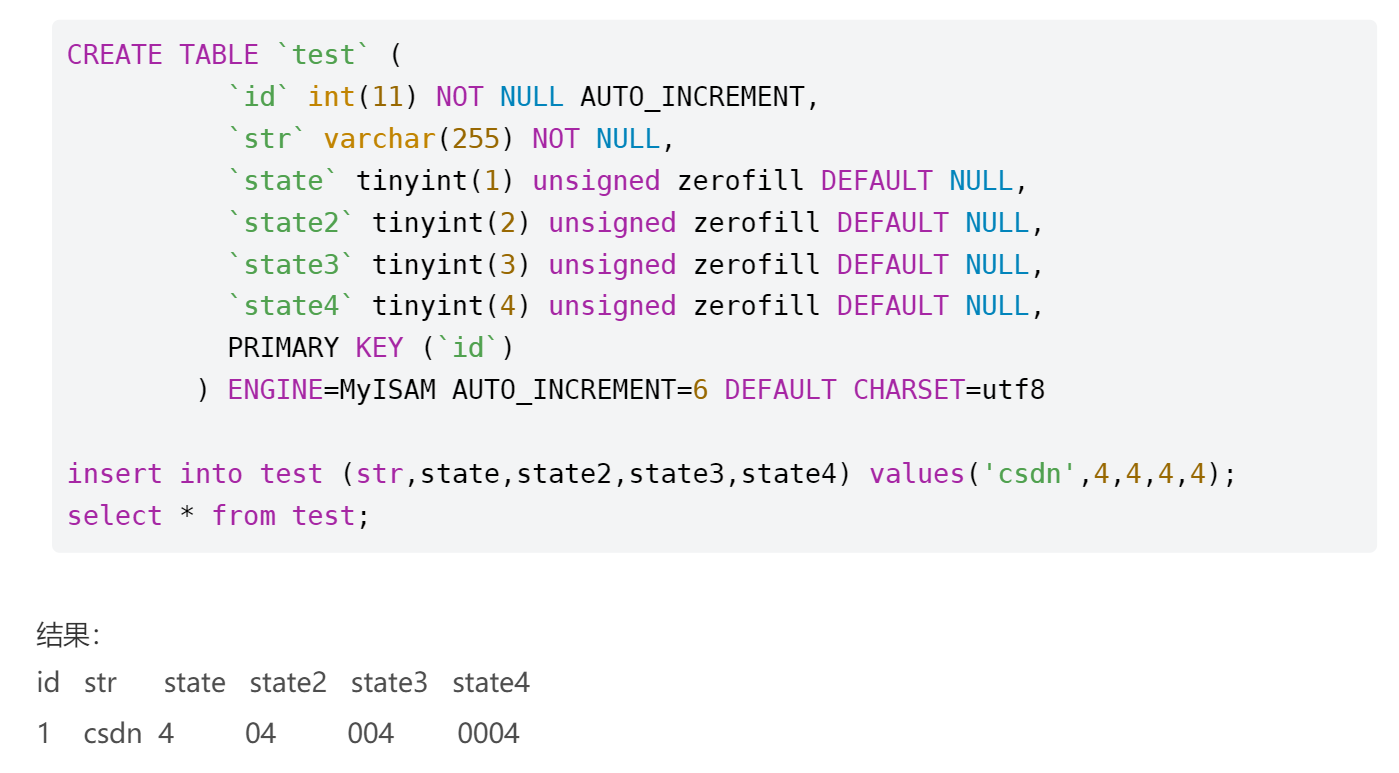 CREATE TABLE `test` (
`id` int(11) NOT NULL AUTO_INCREMENT,
`str` varchar(255) NOT NULL,
`state` tinyint(1) unsigned zerofill DEFAULT NULL,
`state2` tinyint(2) unsigned zerofill DEFAULT NULL,
`state3` tinyint(3) unsigned zerofill DEFAULT NULL,
`state4` tinyint(4) unsigned zerofill DEFAULT NULL,
PRIMARY KEY (`id`)
) ENGINE=MyISAM AUTO_INCREMENT=6 DEFAULT CHARSET=utf8
insert into test (str,state,state2,state3,state4) values('csdn',4,4,4,4);
select * from test;
结果：
id str state state2 state3 state4
1 csdn 4 04 004 0004